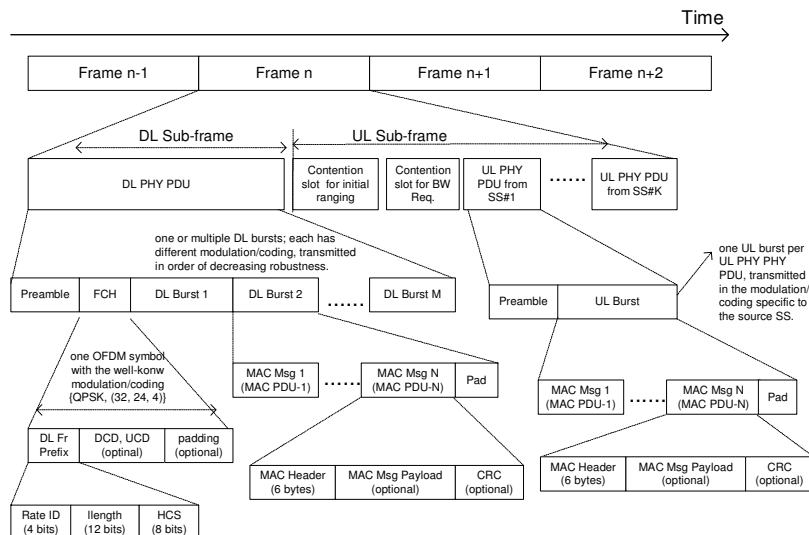 Time
Frame n-1
Frame n
Frame n+1
Frame n+2
DL Sub-frame
UL Sub-frame
DL PHY PDU
Contention
slot for initial
ranging
Contention
slot for BW
Req.
UL PHY
PDU from
SS#1
......
UL PHY PDU
from SS#K
one or multiple DL bursts; each has
different modulation/coding, transmitted
in order of decreasing robustness.
one UL burst per
UL PHY PHY
PDU, transmitted
in the modulation/
coding specific to
the source SS.
Preamble
FCH
DL Burst 1
DL Burst 2
......
DL Burst M
Preamble
UL Burst
one OFDM symbol
with the well-konw
modulation/coding
{QPSK, (32, 24, 4)}
MAC Msg 1
(MAC PDU-1)
......
MAC Msg N
(MAC PDU-N)
Pad
MAC Msg 1
(MAC PDU-1)
......
MAC Msg N
(MAC PDU-N)
Pad
DL Fr
Prefix
DCD, UCD
(optinal)
padding
(optional)
MAC Header
(6 bytes)
MAC Msg Payload
(optional)
CRC
(optional)
MAC Header
(6 bytes)
MAC Msg Payload
(optional)
CRC
(optional)
Rate ID
(4 bits)
llength
(12 bits)
HCS
(8 bits)